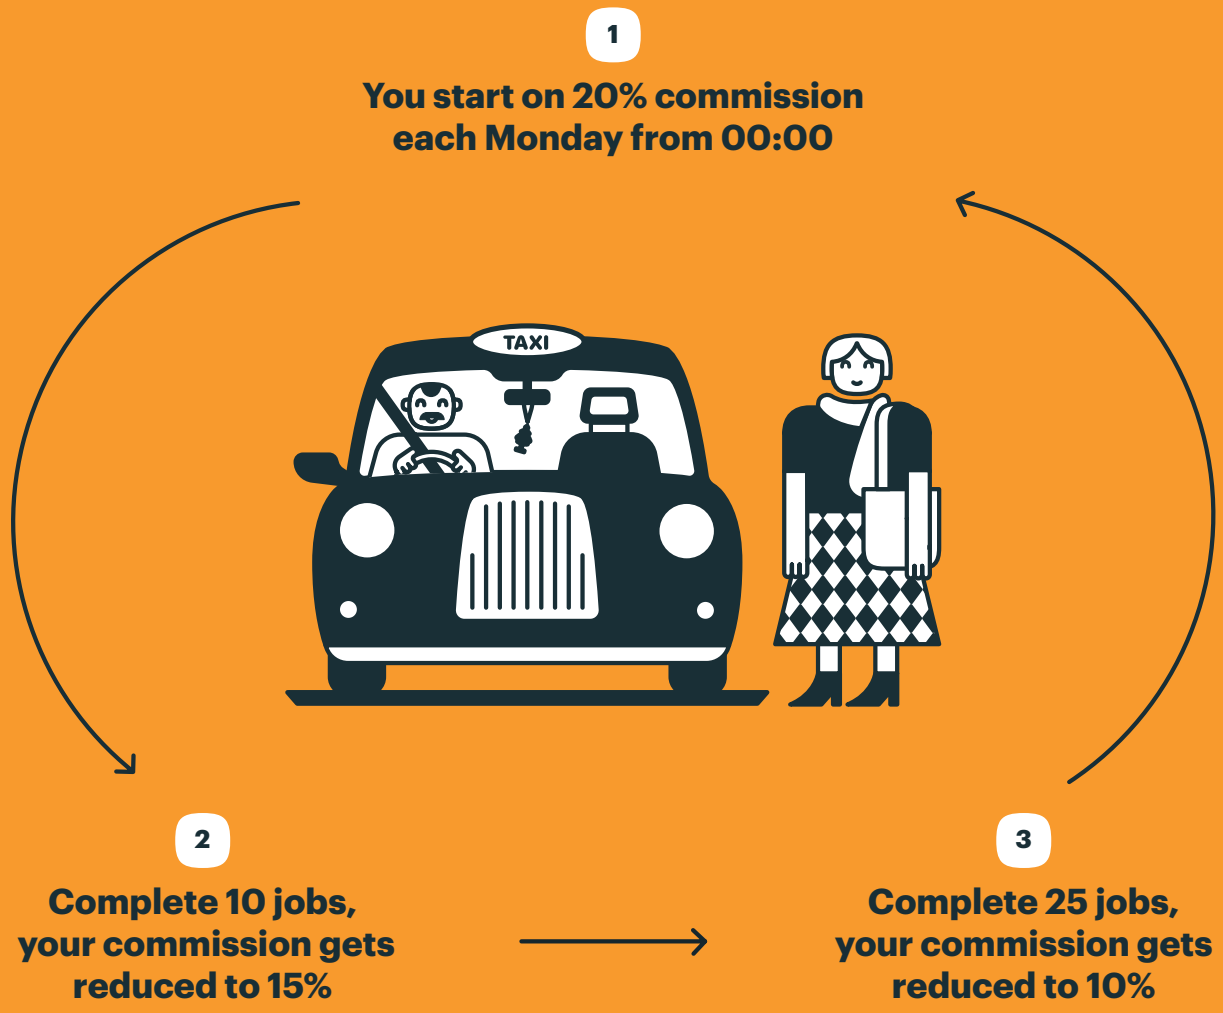 1
You start on 20% commission
each Monday from 00:00
TAXI
2
Complete 10 jobs,
your commission gets
reduced to 15%
3
Complete 25 jobs,
your commission gets
reduced to 10%